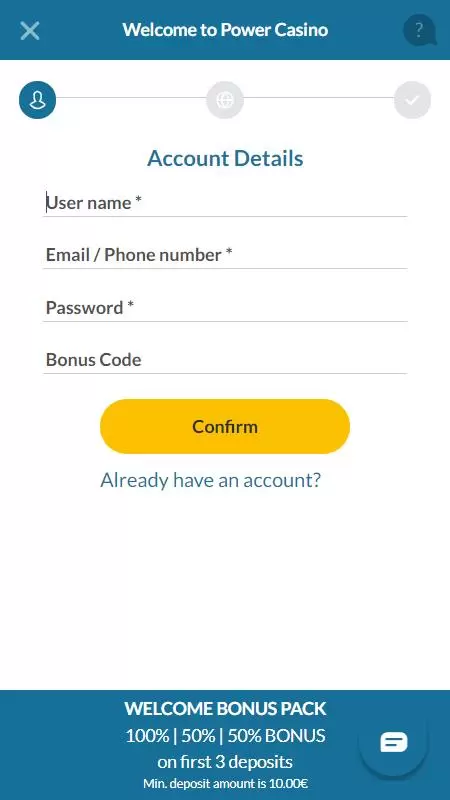 Welcome to Power Casino
?
Account Details
User name *
Email / Phone number *
Password *
Bonus Code
Confirm
Already have an account?
WELCOME BONUS PACK
100% | 50% | 50% BONUS
on first 3 deposits
Min. deposit amount is 10.00€